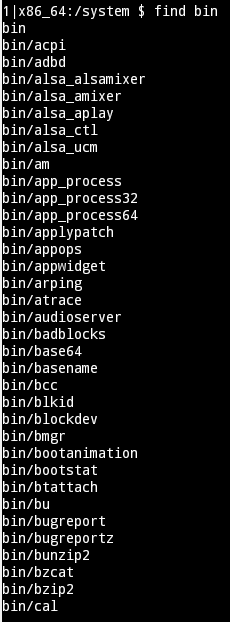 1|x86_64:/system $ find bin
bin
bin/acpi
bin/adbd
bin/alsa_alsamixer
bin/alsa_amixer
bin/alsa_aplay
bin/alsa_ctl
bin/alsa_ucm
bin/am
bin/app_process
bin/app_process32
bin/app_process64
bin/applypatch
bin/appops
bin/appwidget
bin/arping
bin/atrace
bin/audioserver
bin/badblocks
bin/base64
bin/basename
bin/bcc
bin/blkid
bin/blockdev
bin/bmgr
bin/bootanimation
bin/bootstat
bin/btattach
bin/bu
bin/bugreport
bin/bugreportz
bin/bunzip2
bin/bzcat
bin/bzip2
bin/cal